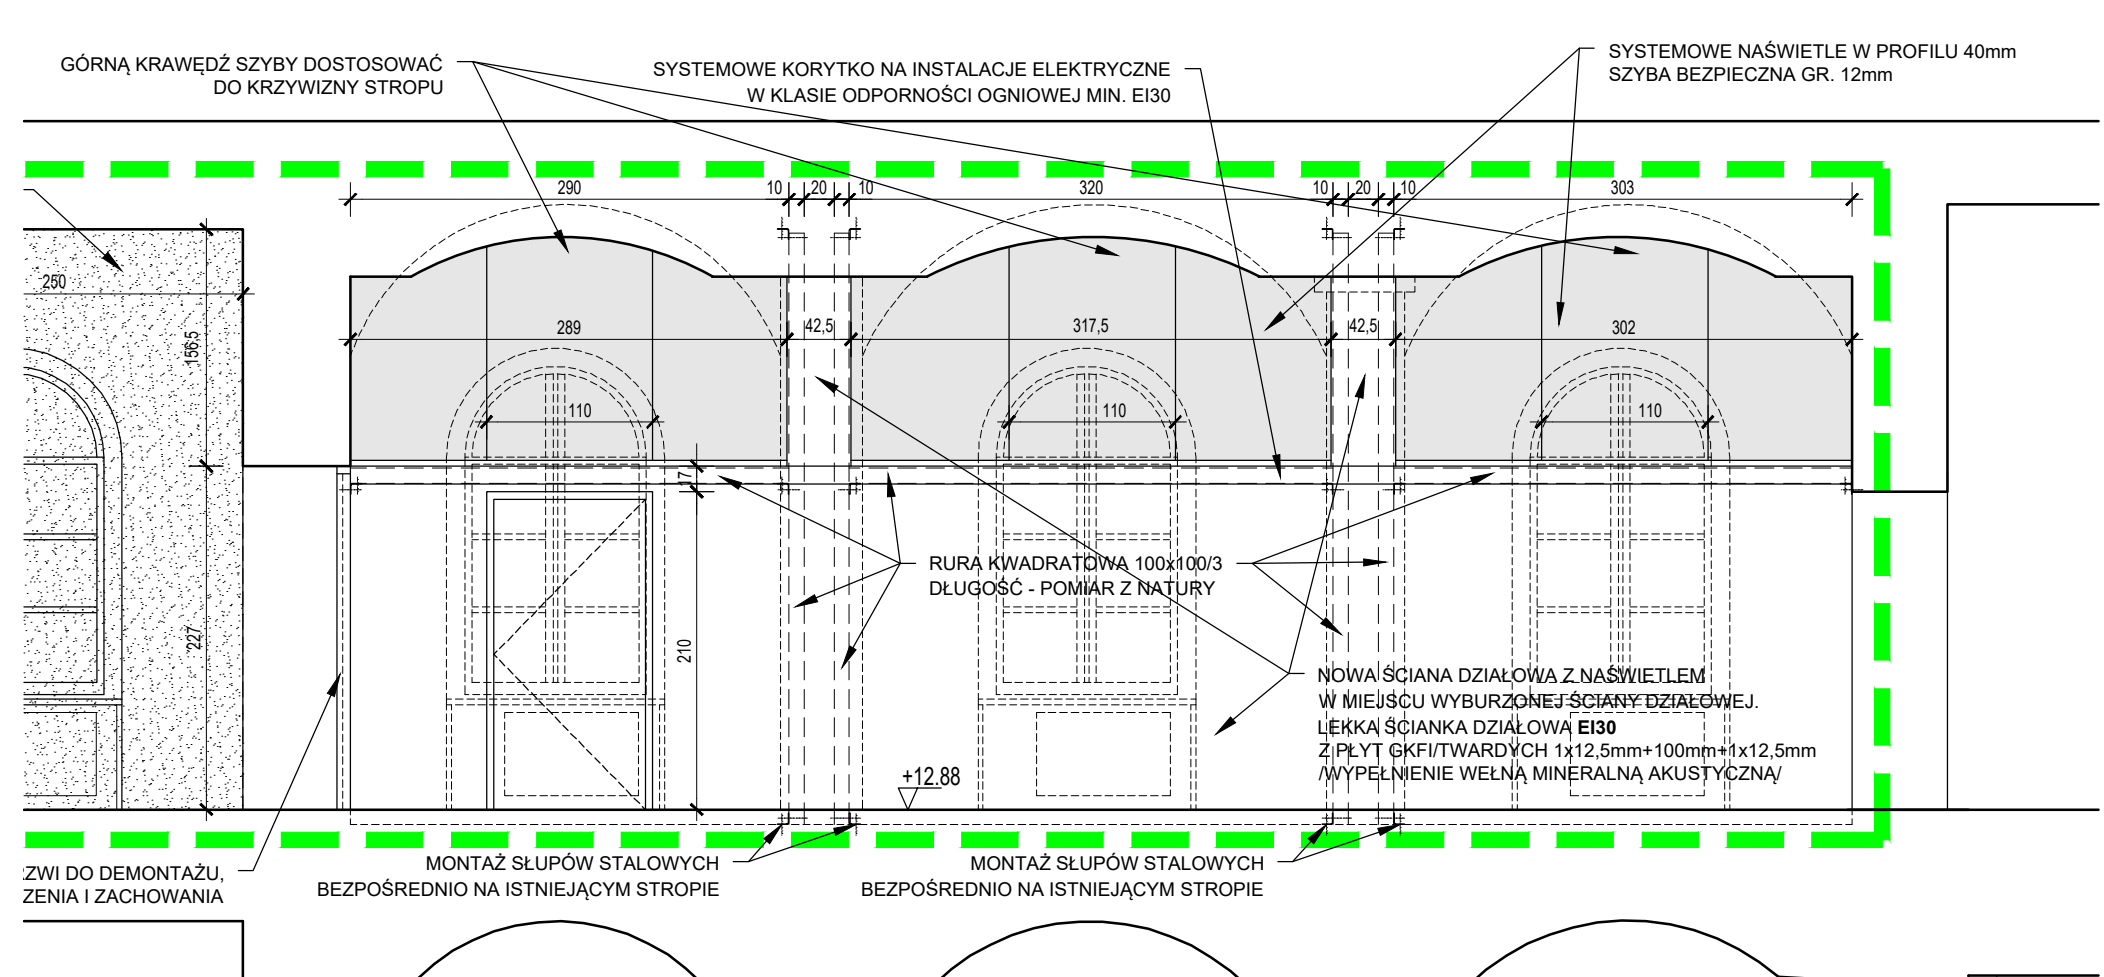 GÓRNĄ KRAWĘDŹ SZYBY DOSTOSOWAĆ
DO KRZYWIZNY STROPU
SYSTEMOWE KORYTKO NA INSTALACJE ELEKTRYCZNE
W KLASIE ODPORNOŚCI OGNIOWEJ MIN. EI30
SYSTEMOWE NAŚWIETLE W PROFILU 40mm
SZYBA BEZPIECZNA GR. 12mm
290
10
20
10
320
10
20
10
303
250
156,5
289
42,5
317,5
42,5
302
110
110
110
17
RURA KWADRATOWA 100x100/3
DŁUGOŚĆ - POMIAR Z NATURY
227
210
NOWA ŚCIANA DZIAŁOWA Z NAŚWIETLEM
W MIEJSCU WYBURZONEJ ŚCIANY DZIAŁOWEJ.
LEKKA ŚCIANKA DZIAŁOWA EI30
Z PŁYT GKFI/TWARDYCH 1x12,5mm+100mm+1x12,5mm
/WYPEŁNIENIE WEŁNĄ MINERALNĄ AKUSTYCZNĄ/
+12.88
RZWI DO DEMONTAŻU,
ZENIA I ZACHOWANIA
MONTAŻ SŁUPÓW STALOWYCH
BEZPOŚREDNIO NA ISTNIEJĄCYM STROPIE
MONTAŻ SŁUPÓW STALOWYCH
BEZPOŚREDNIO NA ISTNIEJĄCYM STROPIE